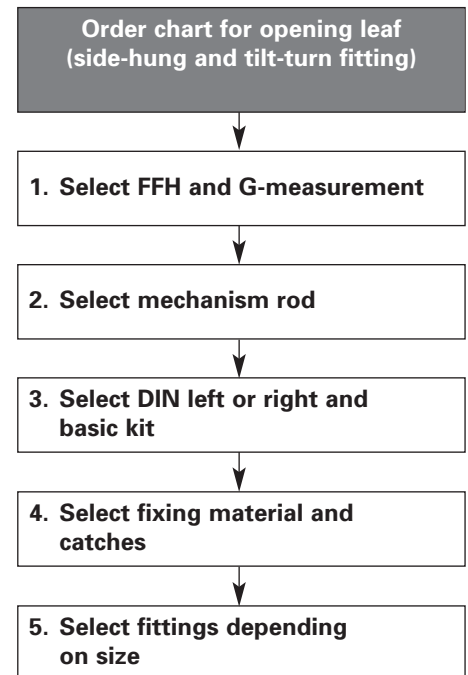 Order chart for opening leaf
(side-hung and tilt-turn fitting)
1. Select FFH and G-measurement
2. Select mechanism rod
3. Select DIN left or right and
basic kit
4. Select fixing material and
catches
5. Select fittings depending
on size